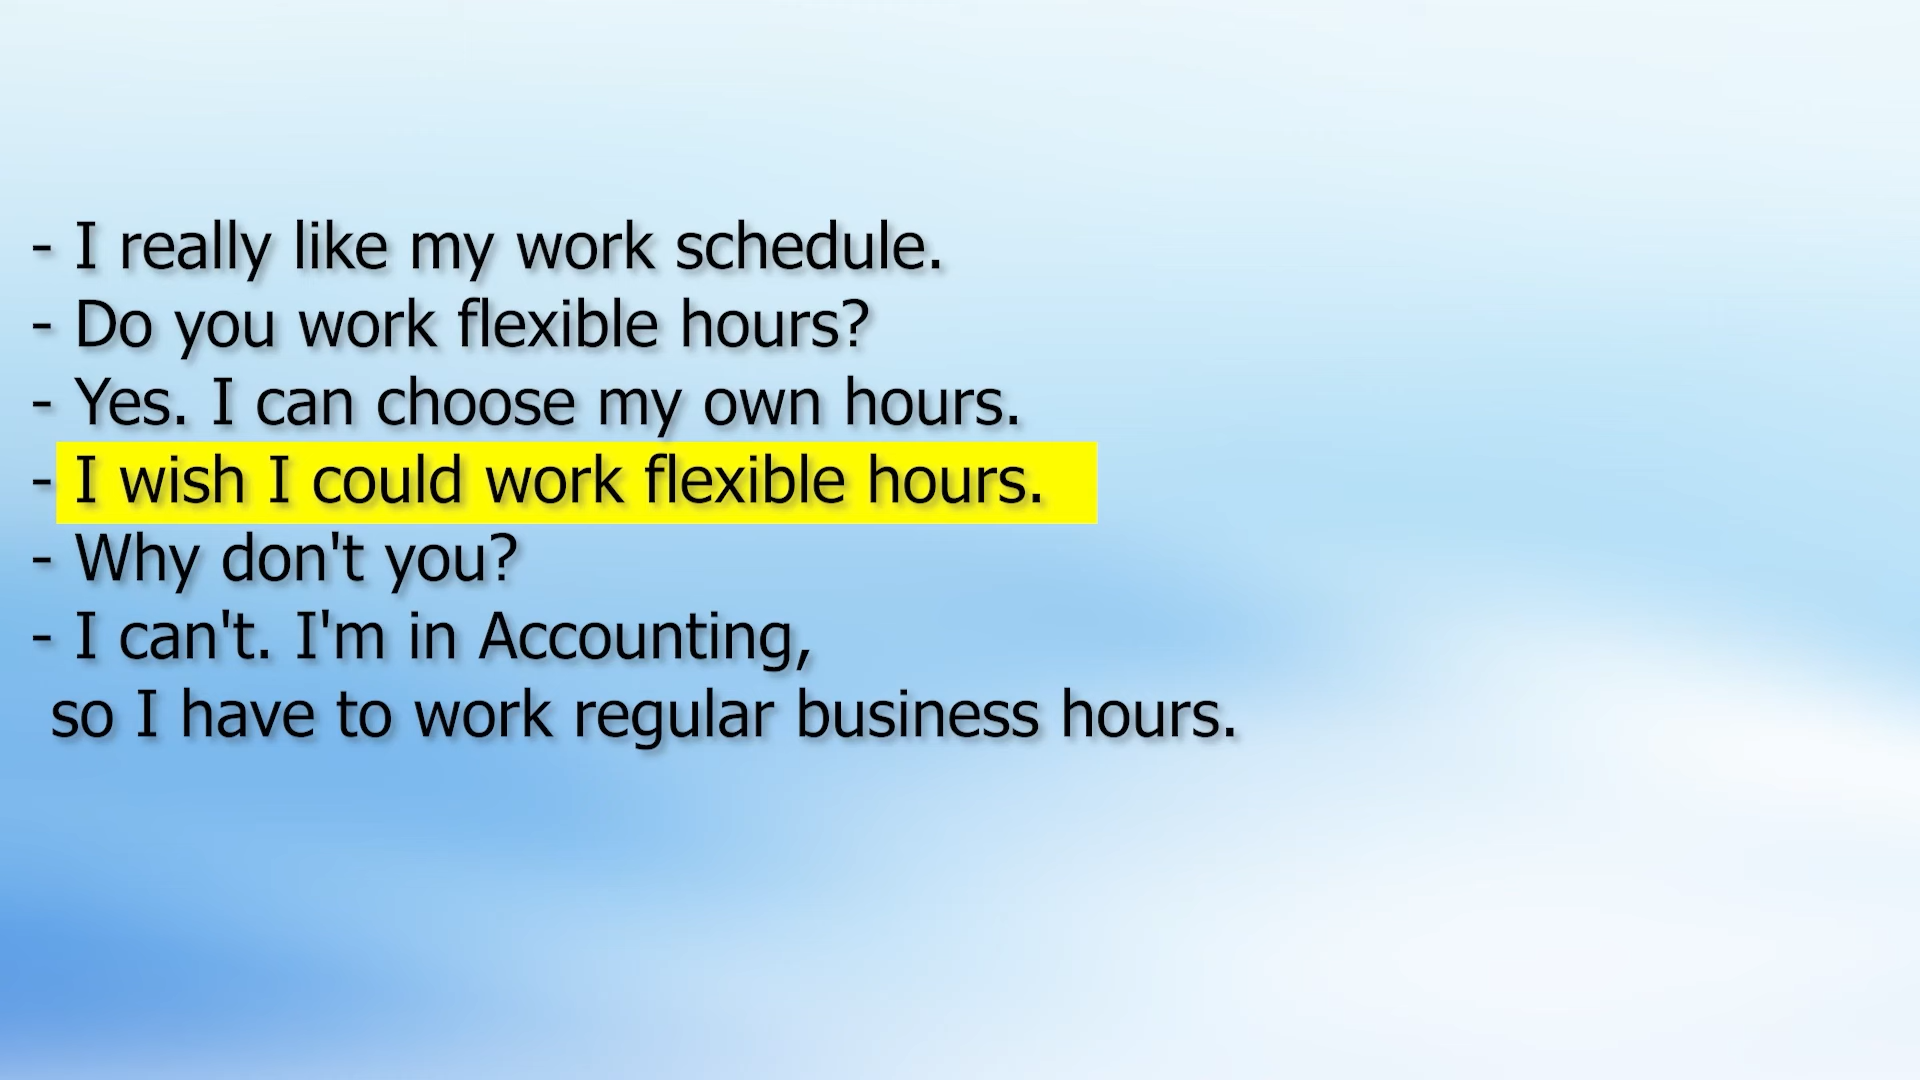 - I really like my work schedule.
- Do you work flexible hours?
- Yes. I can choose my own hours.
- I wish I could work flexible hours.
- Why don't you?
- I can't. I'm in Accounting,
so I have to work regular business hours.